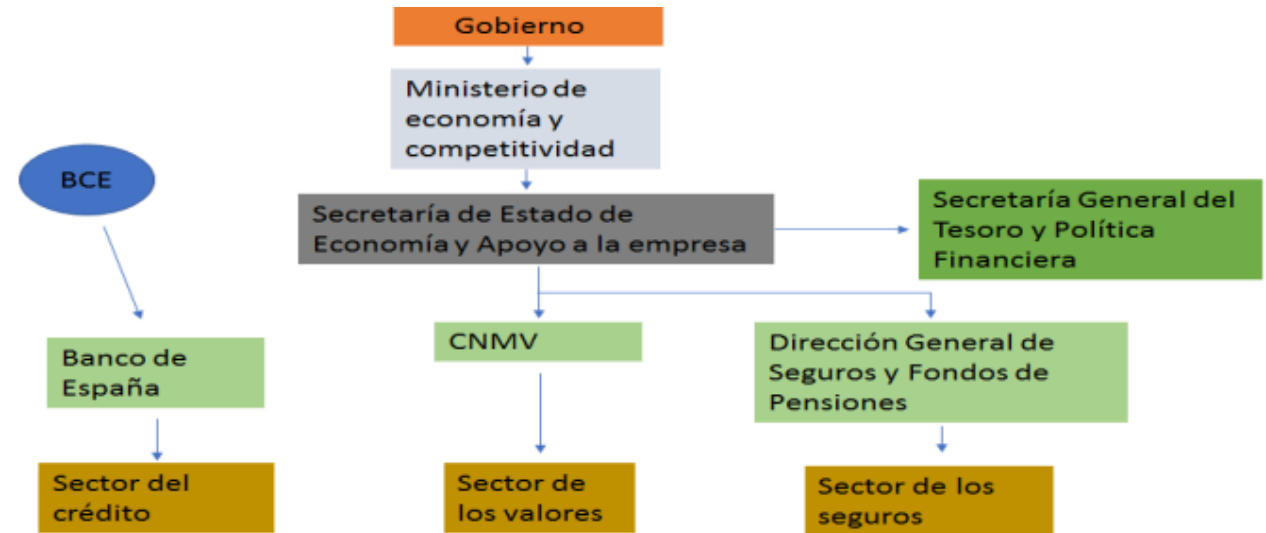 Gobierno
Ministerio de
economía y
competitividad
BCE
Secretaría de Estado de
Economía y Apoyo a la empresa
Secretaría General del
Tesoro y Política
Financiera
Banco de
España
CNMV
Dirección General de
Seguros y Fondos de
Pensiones
Sector del
crédito
Sector de
los valores
Sector de los
seguros